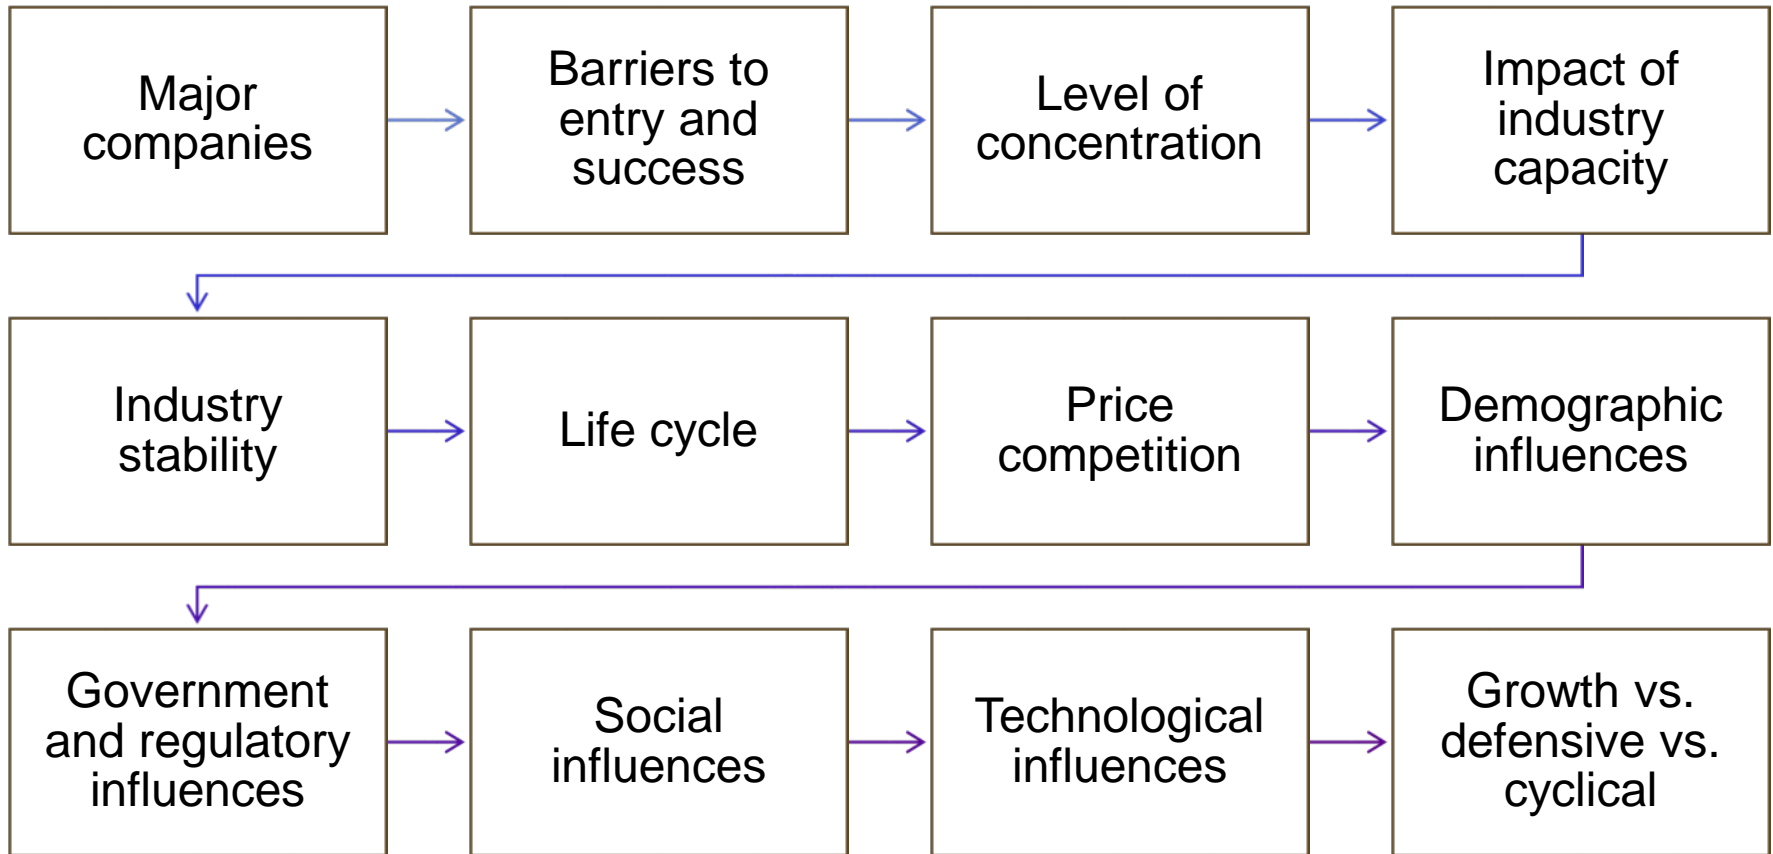 Major
companies
Barriers to
entry and
success
Level of
concentration
Impact of
industry
capacity
Industry
stability
Life cycle
Price
competition
Demographic
influences
Government
and regulatory
influences
Social
influences
Technological
influences
Growth vs.
defensive vs.
cyclical